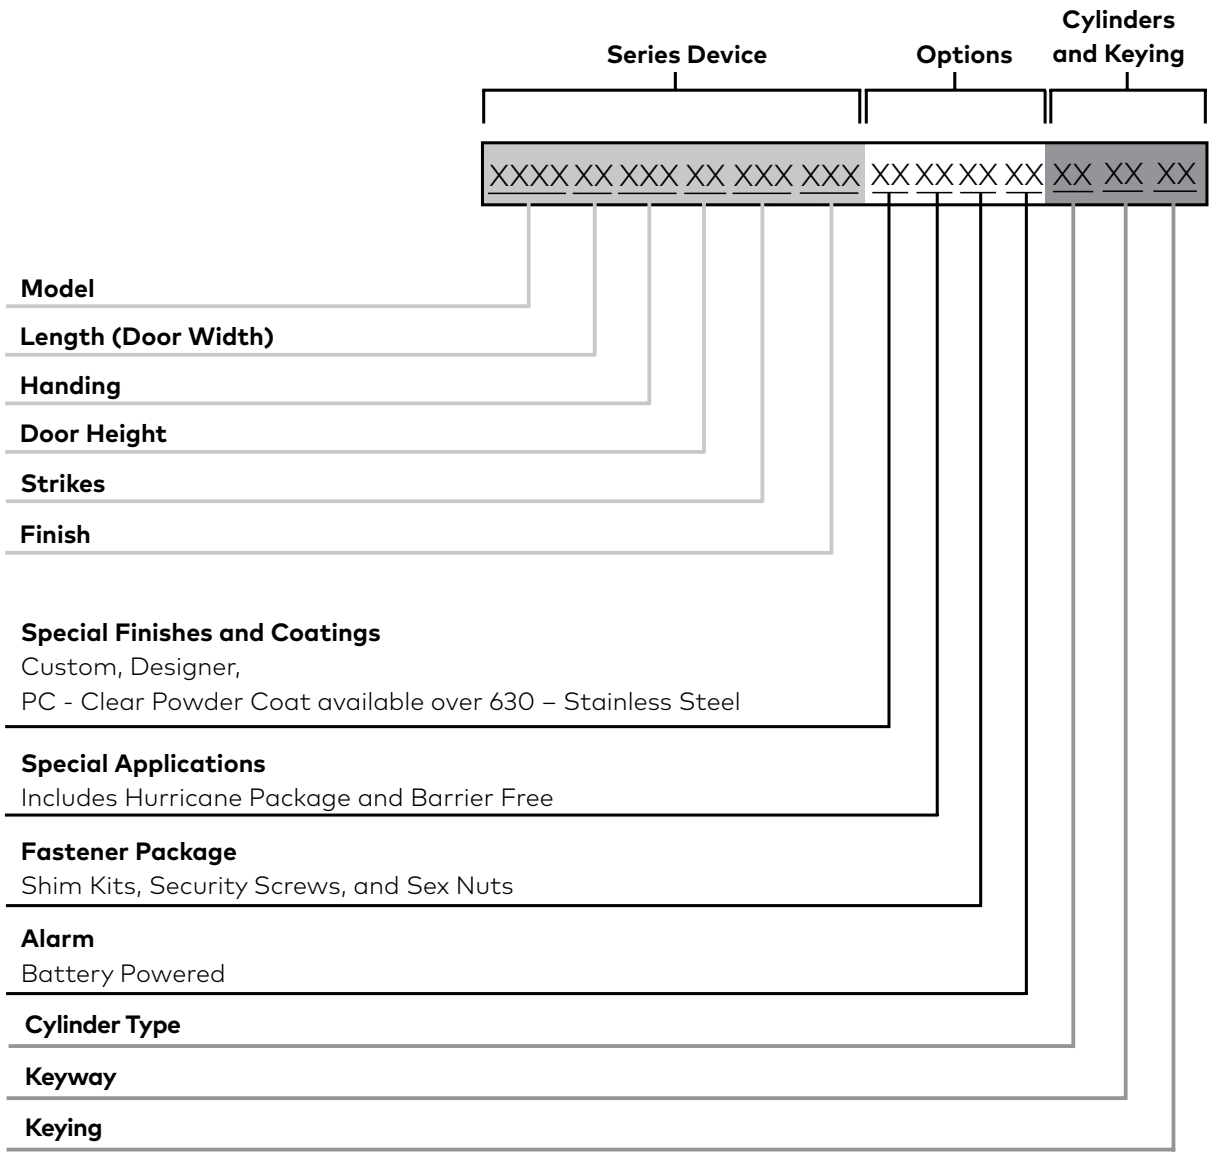 Cylinders
Series Device Options and Keying
XXXX XX XXX XX XXX XXX XX XX XX XX XX XX XX
Model
Length (Door Width)
Handing
Door Height
Strikes
Finish
Special Finishes and Coatings
Custom, Designer,
PC - Clear Powder Coat available over 630 – Stainless Steel
Special Applications
Includes Hurricane Package and Barrier Free
Fastener Package
Shim Kits, Security Screws, and Sex Nuts
Alarm
Battery Powered
Cylinder Type
Keyway
Keying